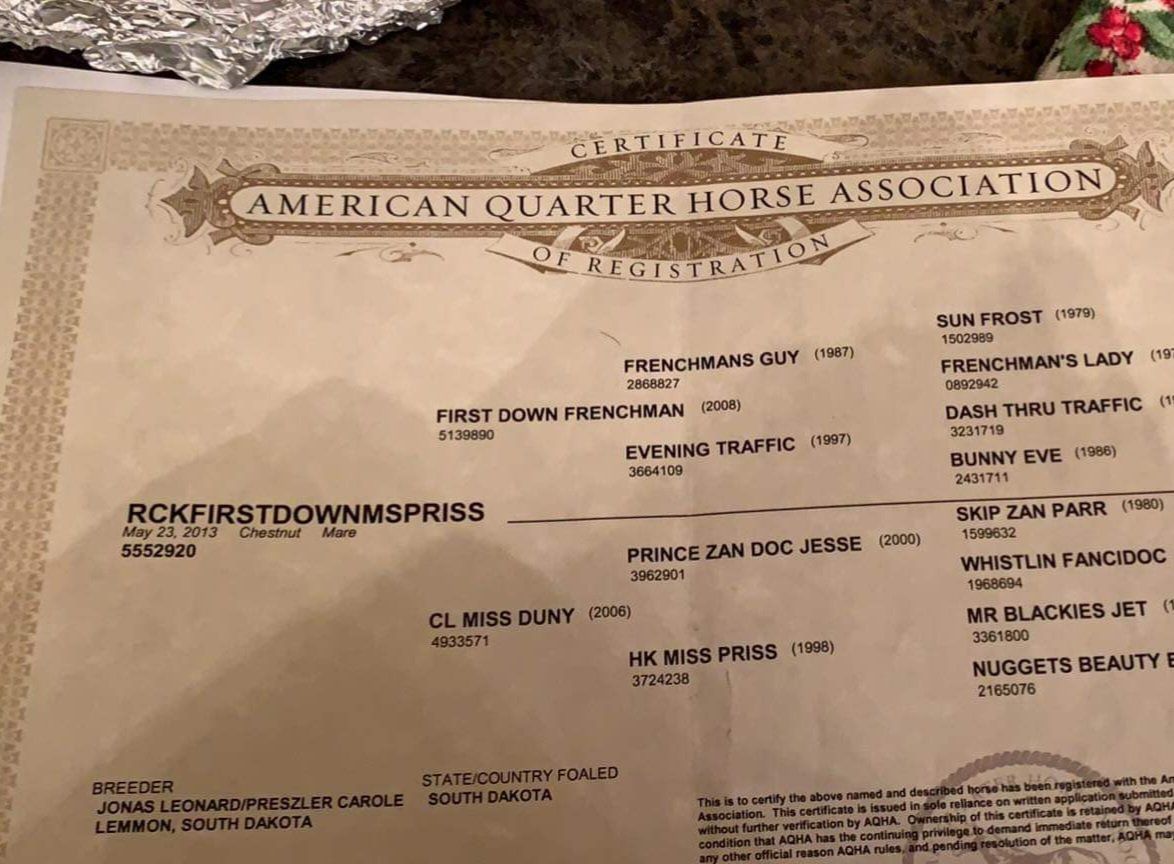 CERTIFICATE
AMERICAN QUARTER HORSE ASSOCIATION
OF REGISTRATION
SUN FROST (1979)
1502989
FRENCHMANS GUY (1987)
2868827
FRENCHMAN'S LADY
0892942
FIRST DOWN FRENCHMAN (2008)
5139890
DASH THRU TRAFFIC
3231719
EVENING TRAFFIC (1997)
3664109
BUNNY EVE (1986)
2431711
RCKFIRSTDOWNMSPRISS
May 23, 2013 Chestnut Mare
5552920
SKIP ZAN PARR (1980)
1599632
PRINCE ZAN DOC JESSE (2000)
3962901
WHISTLIN FANCIDOC
1968694
CL MISS DUNY (2006)
4933571
MR BLACKIES JET
3361800
HK MISS PRISS (1998)
3724238
NUGGETS BEAUTY
2165076
BREEDER
JONAS LEONARD/PRESZLER CAROLE
LEMMON, SOUTH DAKOTA
STATE/COUNTRY FOALED
SOUTH DAKOTA
This is to certify the above named and described horse has been registered with the
Association. This certificate is issued in sole reliance on written application submitted
without further verification by AQHA. Ownership of this certificate is retained by AQHA
condition that AQHA has the continuing privilege to demand immediate return thereof
any other official reason AQHA rules, and pending resolution of the matter, AQHA may